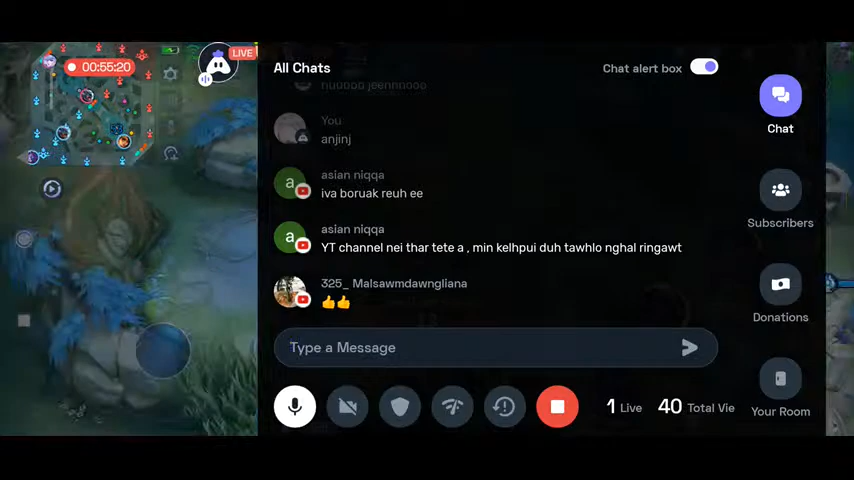 00:55:20
LIVE
All Chats
Chat alert box
Chat
You
anjinj
asian niqqa
iva boruak reuh ee
Subscribers
asian niqqa
YT channel nei thar tete a , min kelhpui duh tawhlo nghal ringawt
325_ Malsawmdawngliana
👍👍
Donations
Type a Message
1 Live 40 Total Vie
Your Room